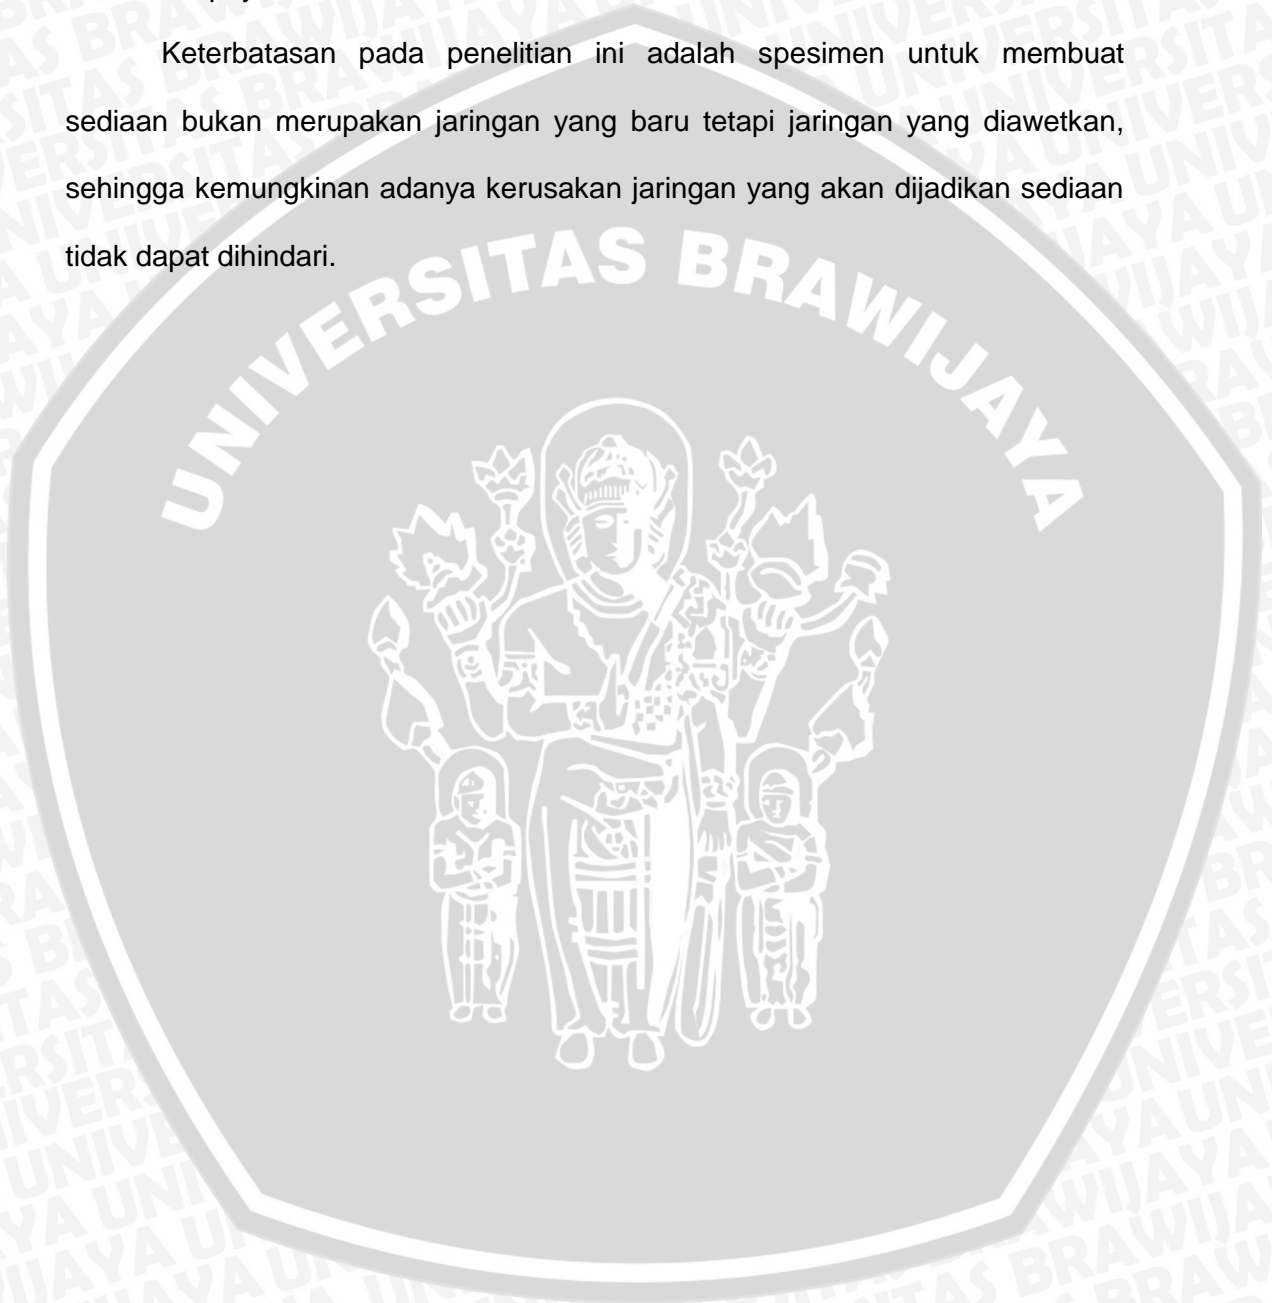 Keterbatasan pada penelitian ini adalah spesimen untuk membuat
sediaan bukan merupakan jaringan yang baru tetapi jaringan yang diawetkan,
sehingga kemungkinan adanya kerusakan jaringan yang akan dijadikan sediaan
tidak dapat dihindari.
UNIVERSITAS BRAWIJAYA